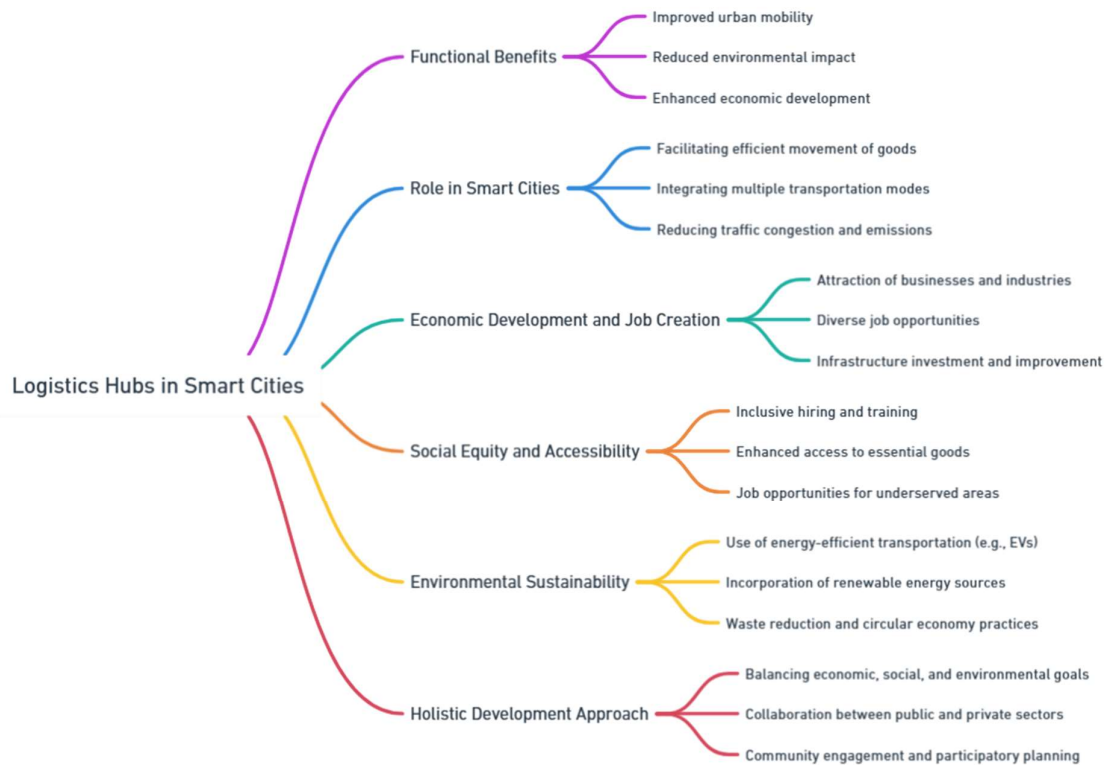 Logistics Hubs in Smart Cities
Functional Benefits
Improved urban mobility
Reduced environmental impact
Enhanced economic development
Role in Smart Cities
Facilitating efficient movement of goods
Integrating multiple transportation modes
Reducing traffic congestion and emissions
Economic Development and Job Creation
Attraction of businesses and industries
Diverse job opportunities
Infrastructure investment and improvement
Social Equity and Accessibility
Inclusive hiring and training
Enhanced access to essential goods
Job opportunities for underserved areas
Environmental Sustainability
Use of energy-efficient transportation (e.g., EVs)
Incorporation of renewable energy sources
Waste reduction and circular economy practices
Holistic Development Approach
Balancing economic, social, and environmental goals
Collaboration between public and private sectors
Community engagement and participatory planning